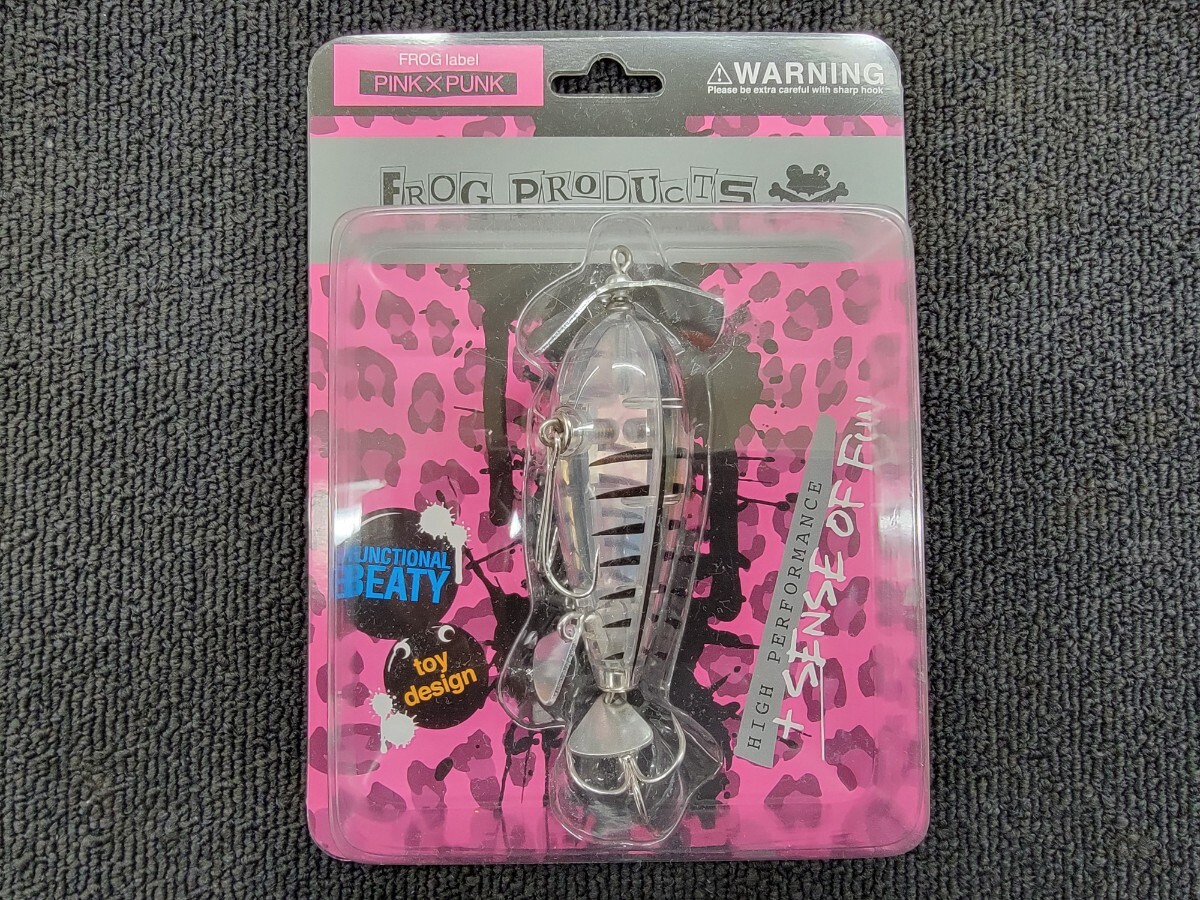 FROG label
PINK×PUNK
WARNING
Please be extra careful with sharp hook
FROG PRODUCTS
FUNCTIONAL
BEATY
toy
design
HIGH PERFORMANCE
+ SENSE OF FUN